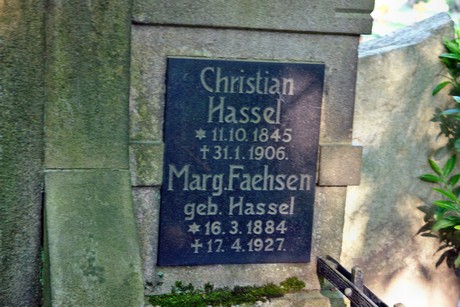 Christian
Hassel
* 11.10.1845
† 31.1.1906.
Marg. Faehsen
geb. Hassel
* 16.3.1884
† 17.4.1927.